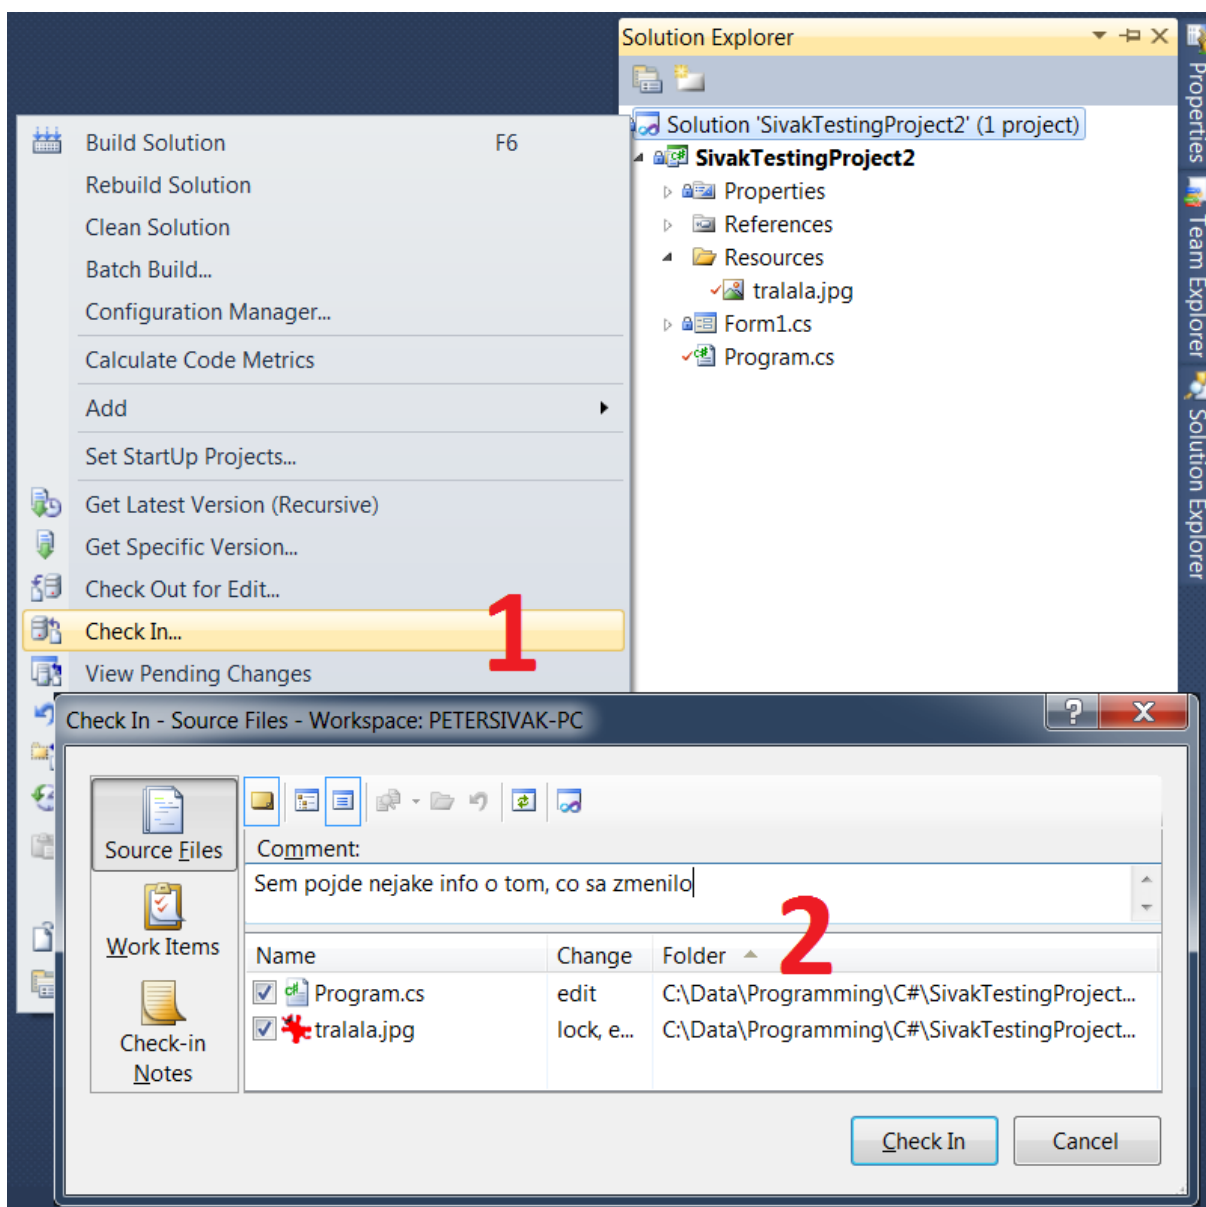 Solution Explorer
Solution 'SivakTestingProject2' (1 project)
SivakTestingProject2
Properties
References
Resources
tralala.jpg
Form1.cs
Program.cs
Properties
Team Explorer
Solution Explorer
Build Solution F6
Rebuild Solution
Clean Solution
Batch Build...
Configuration Manager...
Calculate Code Metrics
Add
Set StartUp Projects...
Get Latest Version (Recursive)
Get Specific Version...
Check Out for Edit...
Check In...
1
View Pending Changes
Check In - Source Files - Workspace: PETERSIVAK-PC
Source Files
Work Items
Check-in
Notes
Comment:
Sem pojde nejake info o tom, co sa zmenilo
2
Name Change Folder
Program.cs edit C:\Data\Programming\C#\SivakTestingProject...
tralala.jpg lock, e... C:\Data\Programming\C#\SivakTestingProject...
Check In Cancel